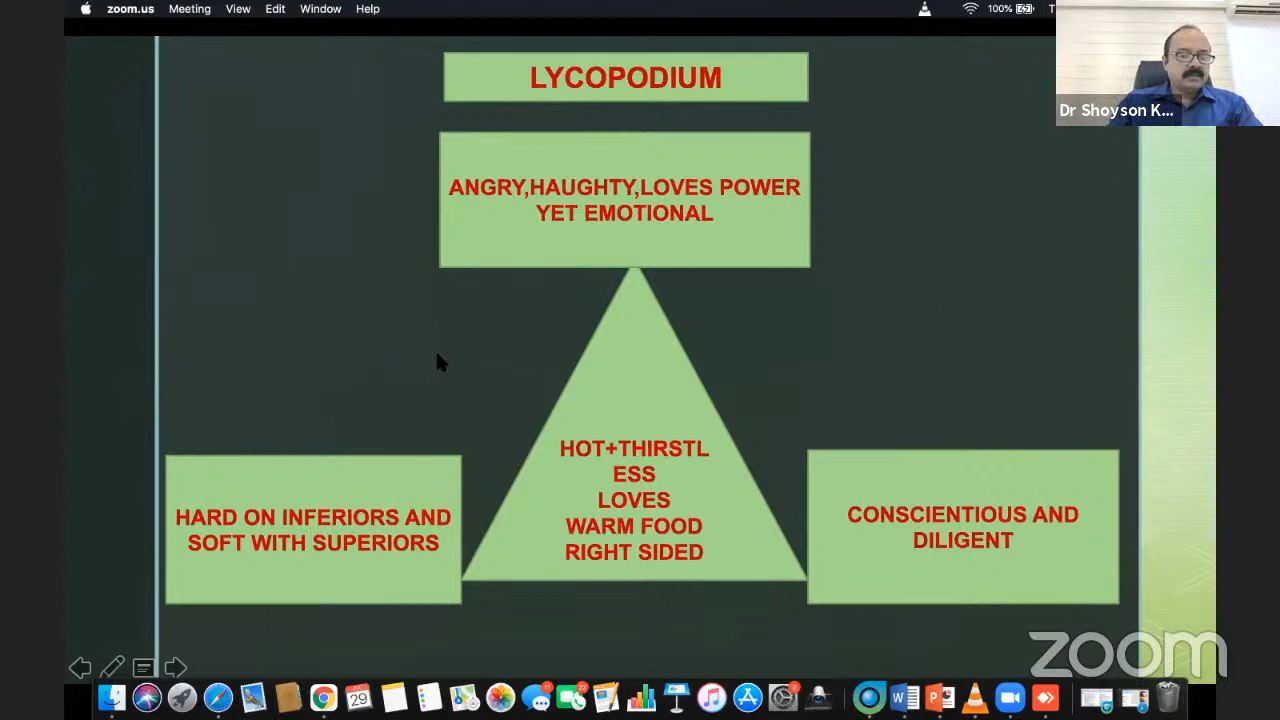 zoom.us Meeting View Edit Window Help
100%
LYCOPODIUM
Dr Shoyson K...
ANGRY,HAUGHTY,LOVES POWER
YET EMOTIONAL
HOT+THIRSTL
ESS
LOVES
WARM FOOD
RIGHT SIDED
HARD ON INFERIORS AND
SOFT WITH SUPERIORS
CONSCIENTIOUS AND
DILIGENT
zoom
29